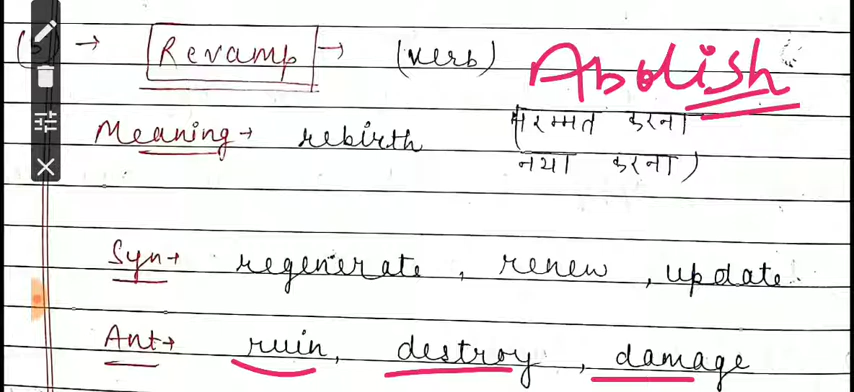 (5) → Revamp → (verb) Abolish
Meaning → rebirth (मरम्मत करना
नया करना)
Syn → regenerate, renew, update.
Ant → ruin, destroy, damage